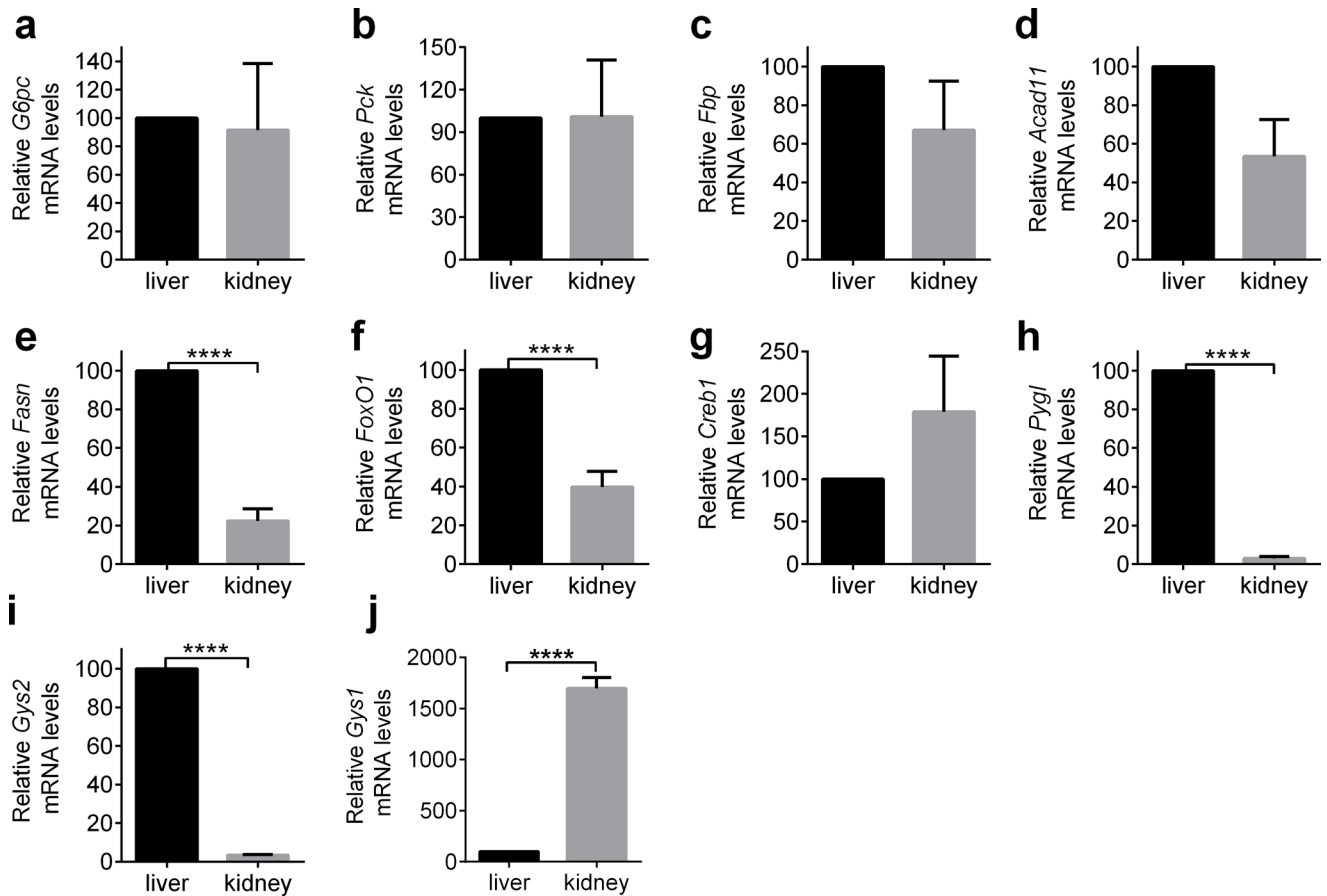 a
Relative G6pc
mRNA levels
140
120
100
80
60
40
20
0
liver kidney
b
Relative Pck
mRNA levels
150
120
90
60
30
0
liver kidney
c
Relative Fbp
mRNA levels
100
80
60
40
20
0
liver kidney
d
Relative Acad11
mRNA levels
100
80
60
40
20
0
liver kidney
e
Relative Fasn
mRNA levels
100
80
60
40
20
0
****
liver kidney
f
Relative FoxO1
mRNA levels
100
80
60
40
20
0
****
liver kidney
g
Relative Creb1
mRNA levels
250
200
150
100
50
0
liver kidney
h
Relative Pygl
mRNA levels
100
80
60
40
20
0
****
liver kidney
i
Relative Gys2
mRNA levels
100
80
60
40
20
0
****
liver kidney
j
Relative Gys1
mRNA levels
2000
1500
1000
500
0
****
liver kidney